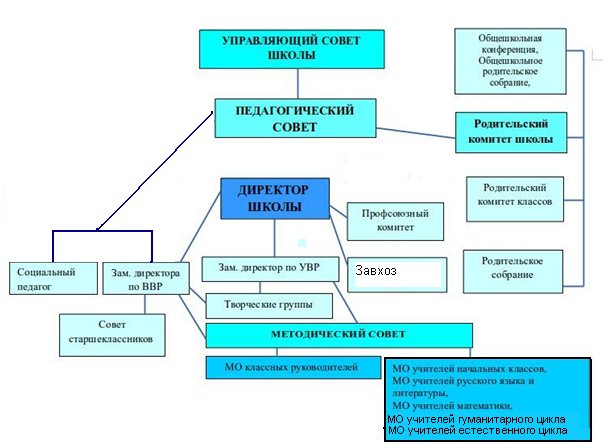 УПРАВЛЯЮЩИЙ СОВЕТ
ШКОЛЫ
Общешкольная
конференция,
Общешкольное
родительское
собрание,
ПЕДАГОГИЧЕСКИЙ
СОВЕТ
Родительский
комитет школы
ДИРЕКТОР
ШКОЛЫ
Родительский
комитет классов
Профсоюзный
комитет
Социальный
педагог
Зам. директора
по ВВР
Зам. директор по УВР
Завхоз
Родительское
собрание
Творческие группы
Совет
старшеклассников
МЕТОДИЧЕСКИЙ СОВЕТ
МО классных руководителей
МО учителей начальных классов,
МО учителей русского языка и
литературы,
МО учителей математики,
МО учителей гуманитарного цикла
МО учителей естественного цикла